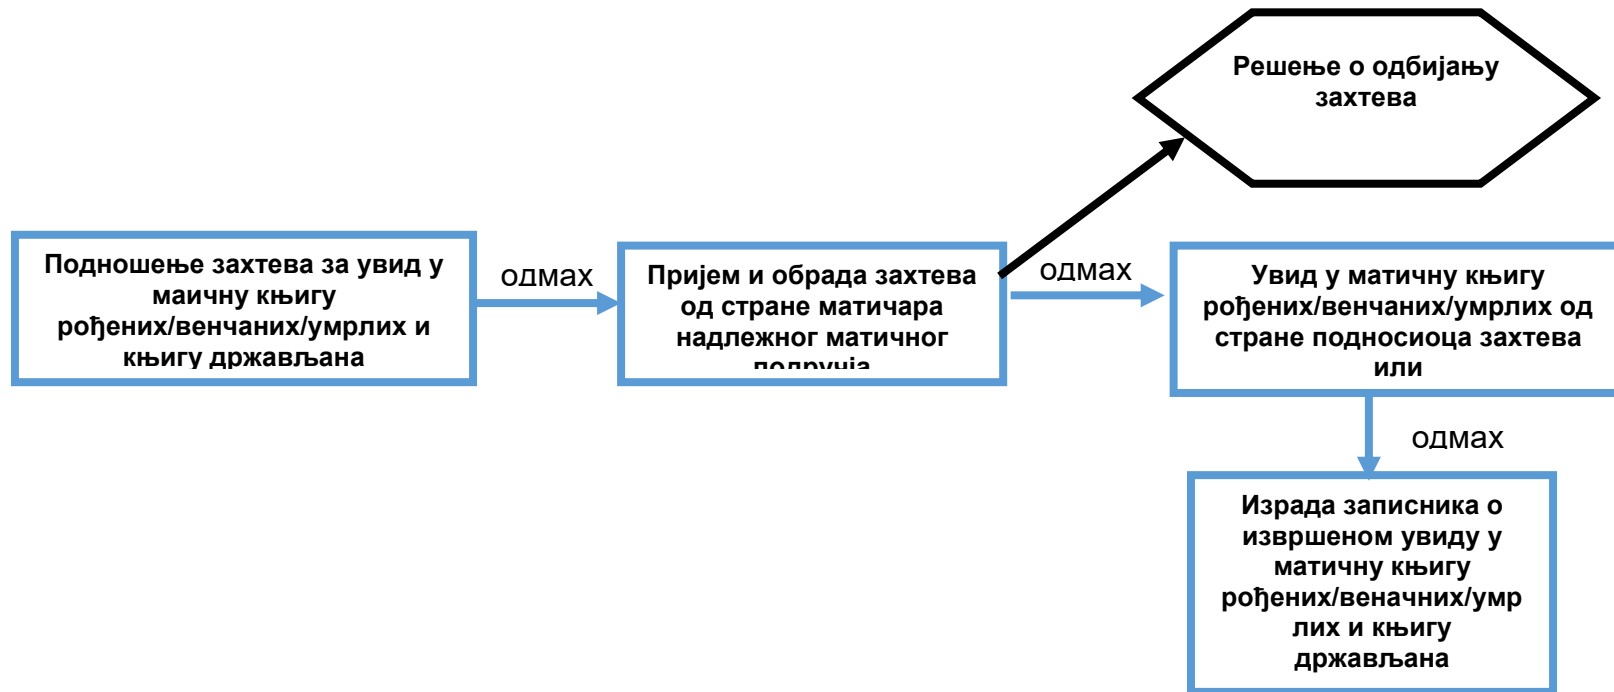 Решење о одбијању
захтева
Подношење захтева за увид у
маичну књигу
рођених/венчаних/умрлих и
књигу држављана
одмах
Пријем и обрада захтева
од стране матичара
надлежног матичног
подручја
одмах
Увид у матичну књигу
рођених/венчаних/умрлих од
стране подносиоца захтева
или
одмах
Израда записника о
извршеном увиду у
матичну књигу
рођених/веначних/умр
лих и књигу
држављана